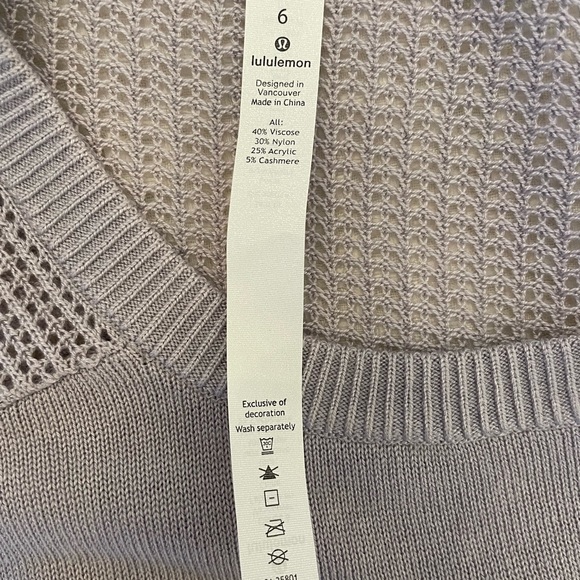 6
lululemon
Designed in
Vancouver
Made in China
All:
40% Viscose
30% Nylon
25% Acrylic
5% Cashmere
Exclusive of
decoration
Wash separately